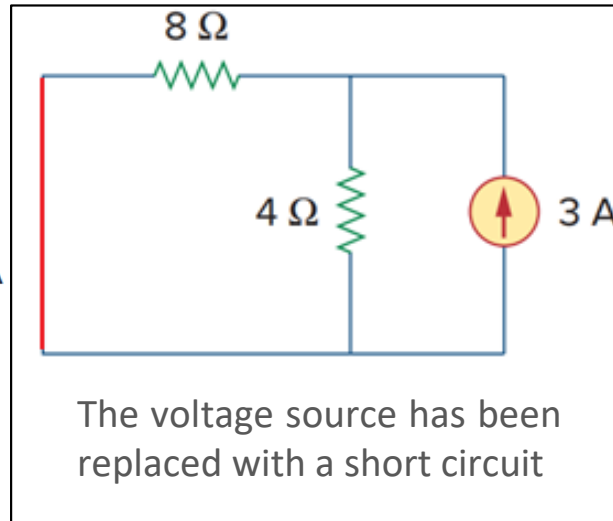 8 Ω
4 Ω
3 A
The voltage source has been
replaced with a short circuit